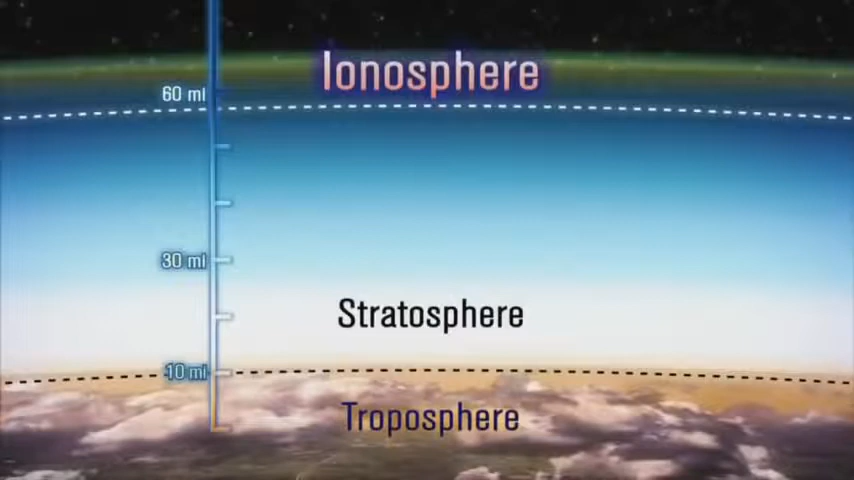 Ionosphere
60 mi
30 mi
Stratosphere
10 mi
Troposphere